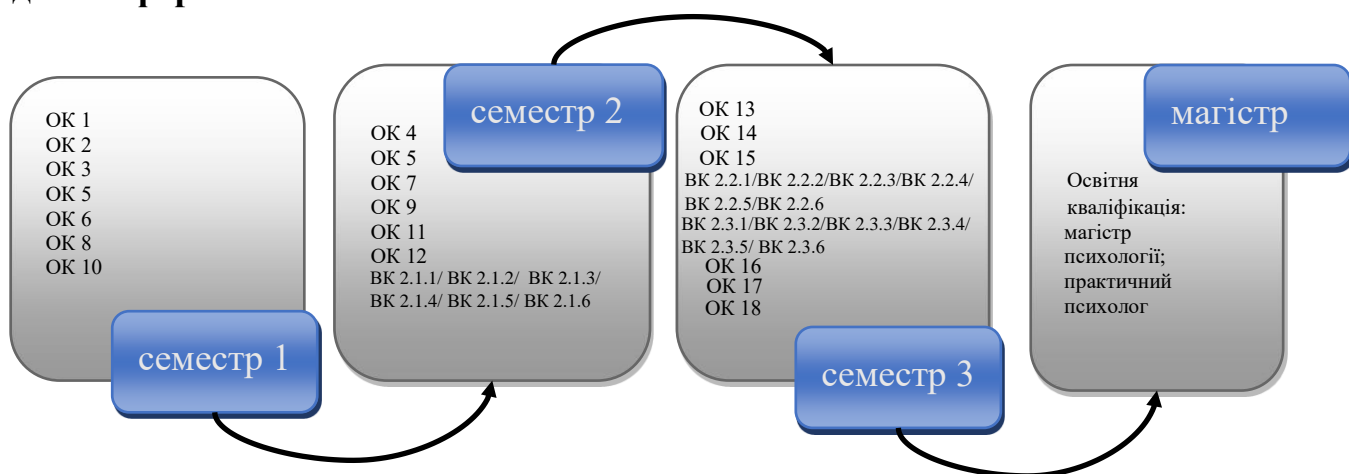 ОК 1
ОК 2
ОК 3
ОК 5
ОК 6
ОК 8
ОК 10
семестр 1
семестр 2
ОК 4
ОК 5
ОК 7
ОК 9
ОК 11
ОК 12
ВК 2.1.1/ ВК 2.1.2/ ВК 2.1.3/
ВК 2.1.4/ ВК 2.1.5/ ВК 2.1.6
ОК 13
ОК 14
ОК 15
ВК 2.2.1/ВК 2.2.2/ВК 2.2.3/ВК 2.2.4/
ВК 2.2.5/ВК 2.2.6
ВК 2.3.1/ВК 2.3.2/ВК 2.3.3/ВК 2.3.4/
ВК 2.3.5/ ВК 2.3.6
ОК 16
ОК 17
ОК 18
семестр 3
магістр
Освітня
кваліфікація:
магістр
психології;
практичний
психолог